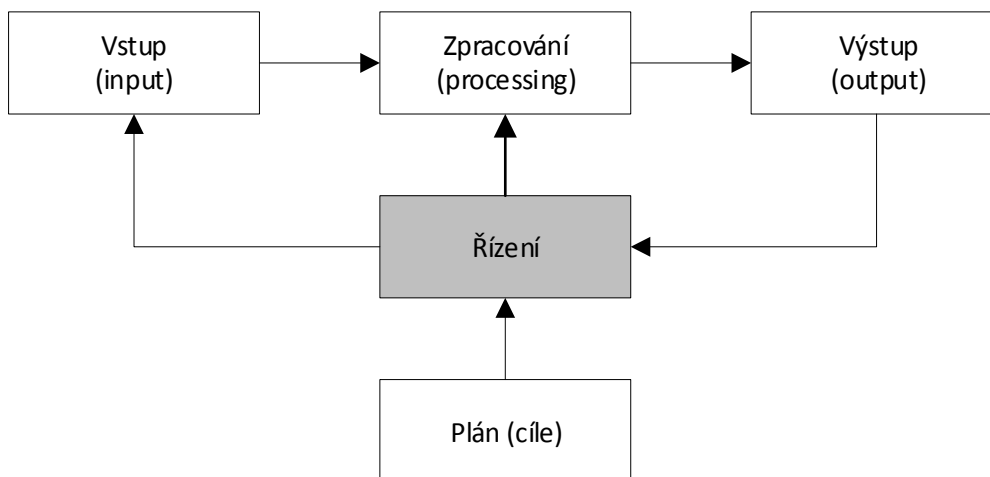 Vstup
(input)
Zpracování
(processing)
Výstup
(output)
Řízení
Plán (cíle)